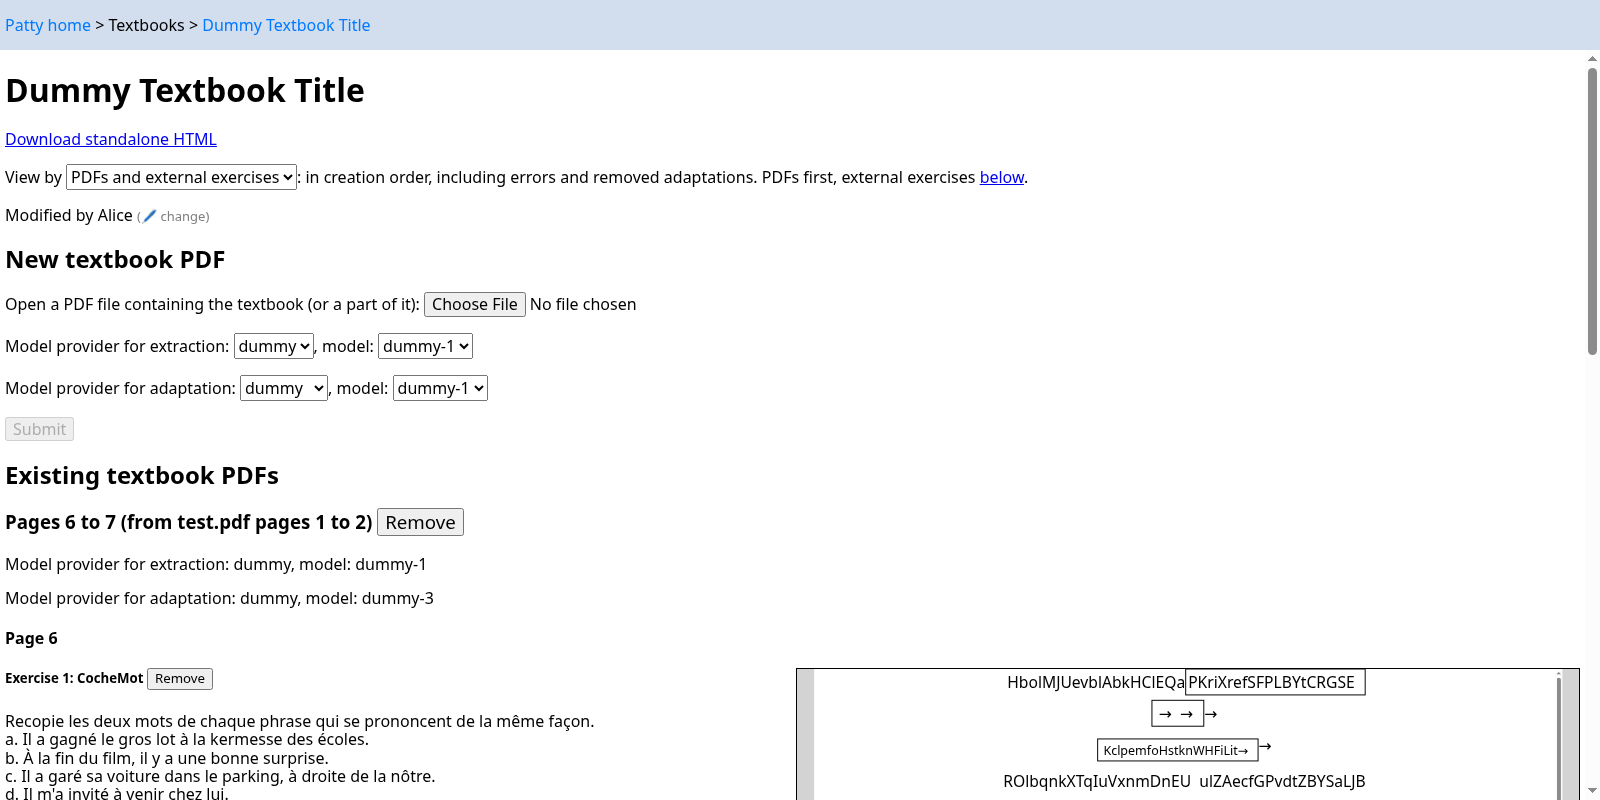 Patty home > Textbooks > Dummy Textbook Title
Dummy Textbook Title
Download standalone HTML
View by PDFs and external exercises : in creation order, including errors and removed adaptations. PDFs first, external exercises below.
Modified by Alice (🖊️ change)
New textbook PDF
Open a PDF file containing the textbook (or a part of it): Choose File No file chosen
Model provider for extraction: dummy, model: dummy-1
Model provider for adaptation: dummy, model: dummy-1
Submit
Existing textbook PDFs
Pages 6 to 7 (from test.pdf pages 1 to 2) Remove
Model provider for extraction: dummy, model: dummy-1
Model provider for adaptation: dummy, model: dummy-3
Page 6
Exercise 1: CocheMot Remove
Recopie les deux mots de chaque phrase qui se prononcent de la même façon.
a. Il a gagné le gros lot à la kermesse des écoles.
b. À la fin du film, il y a une bonne surprise.
c. Il a garé sa voiture dans le parking, à droite de la nôtre.
d. Il m'a invité à venir chez lui.
PKriXrefSFPLBYtCRGSE
→ → →
KclpemfoHstknWHFiLit→ →